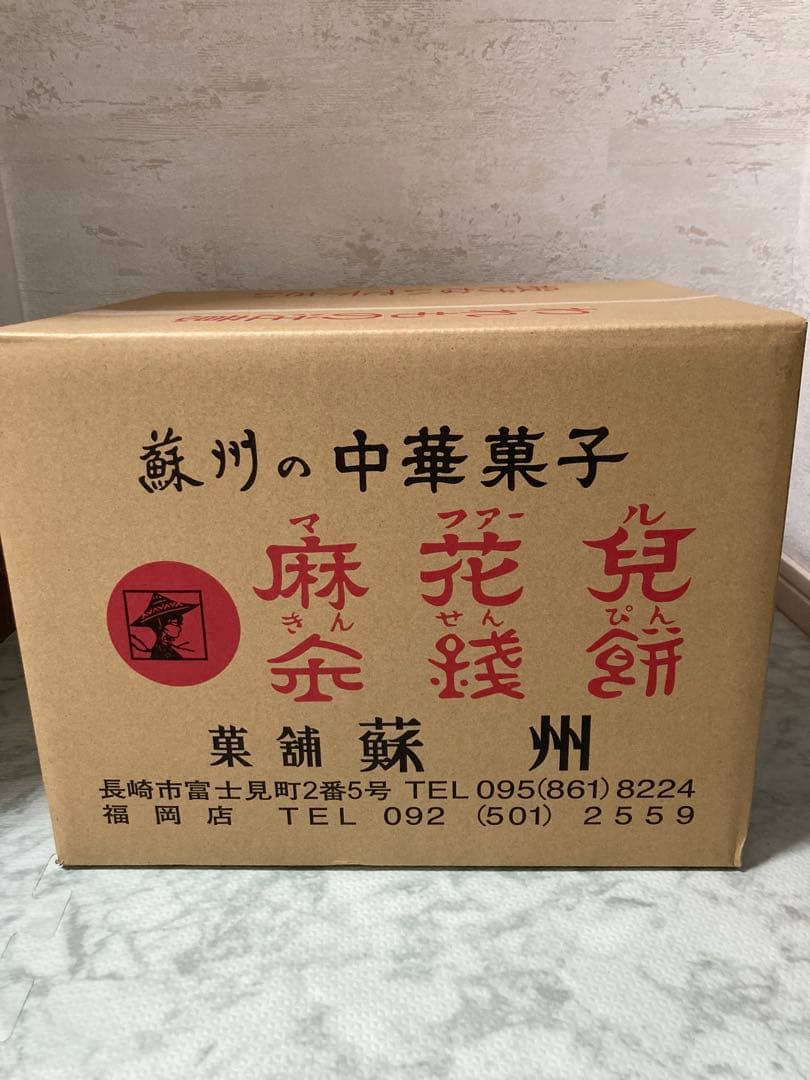 蘇州の中華菓子
マ ファー ル
麻 花 兒
きん せん ぴん
金 錢 餅
菓舗 蘇 州
長崎市富士見町2番5号 TEL 095(861)8224
福岡店 TEL 092 (501) 2559